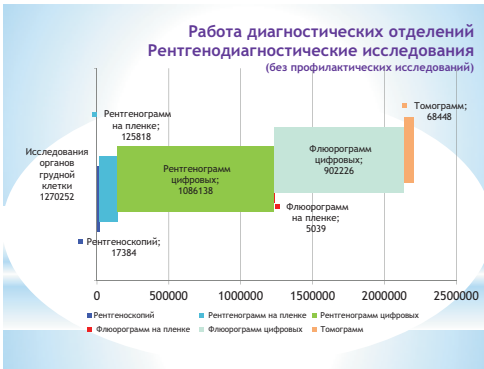 Работа диагностических отделений
Рентгенодиагностические исследования
(без профилактических исследований)
Рентгенограмм
на пленке;
125818
Томограмм;
68448
Исследования
органов
грудной
клетки
1270252
Рентгенограмм
цифровых;
1086138
Флюорограмм
цифровых;
902226
Флюорограмм
на пленке;
5039
Рентгеноскопий;
17384
0 500000 1000000 1500000 2000000 2500000
Рентгеноскопий Рентгенограмм на пленке Рентгенограмм цифровых
Флюорограмм на пленке Флюорограмм цифровых Томограмм